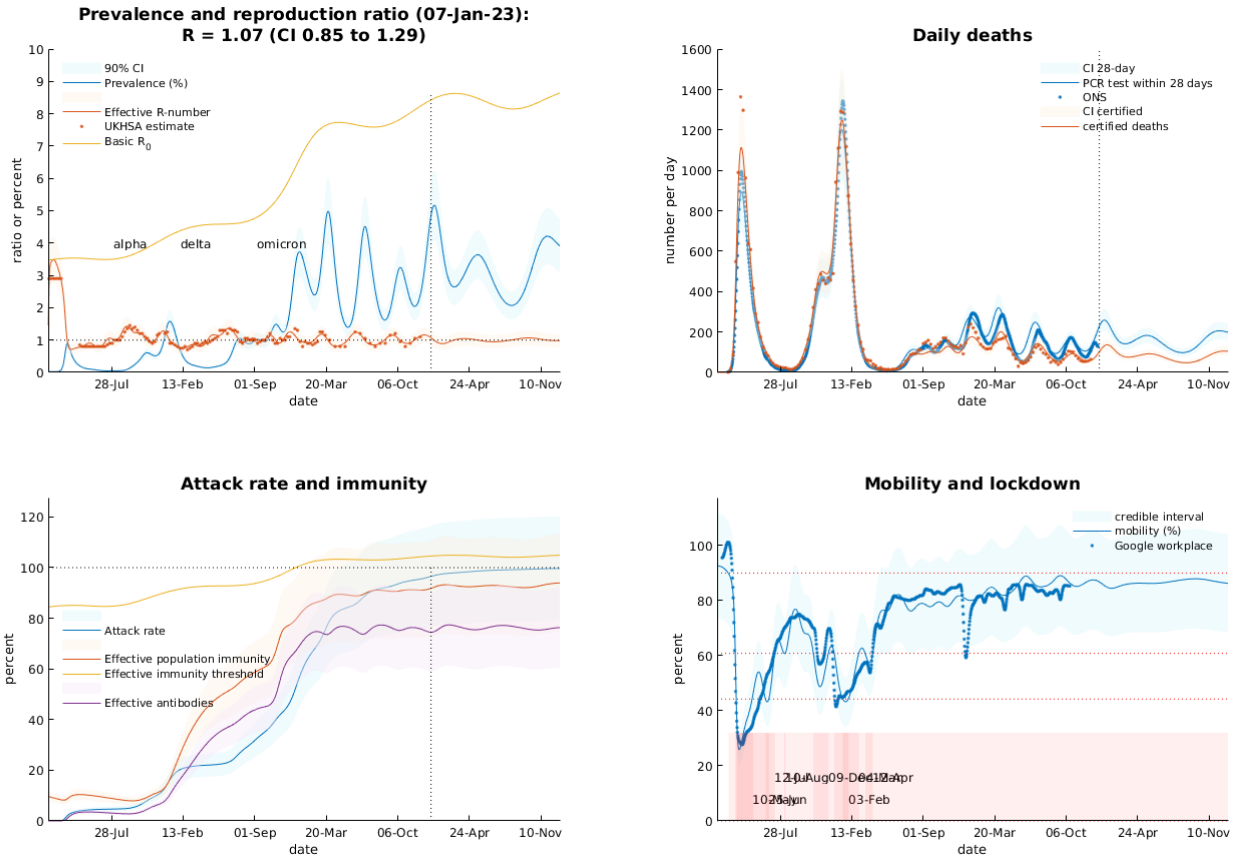 Prevalence and reproduction ratio (07-Jan-23):
R = 1.07 (CI 0.85 to 1.29)
10
9
8
7
6
5
4
3
2
1
0
ratio or percent
90% CI
Prevalence (%)
Effective R-number
UKHSA estimate
Basic R0
alpha
delta
omicron
28-Jul
13-Feb
01-Sep
20-Mar
06-Oct
24-Apr
10-Nov
date
Daily deaths
1600
1400
1200
1000
800
600
400
200
0
number per day
CI 28-day
PCR test within 28 days
ONS
CI certified
certified deaths
28-Jul
13-Feb
01-Sep
20-Mar
06-Oct
24-Apr
10-Nov
date
Attack rate and immunity
120
100
80
60
40
20
0
percent
Attack rate
Effective population immunity
Effective immunity threshold
Effective antibodies
28-Jul
13-Feb
01-Sep
20-Mar
06-Oct
24-Apr
10-Nov
date
Mobility and lockdown
100
80
60
40
20
0
percent
credible interval
mobility (%)
Google workplace
03-Feb
28-Jul
13-Feb
01-Sep
20-Mar
06-Oct
24-Apr
10-Nov
date